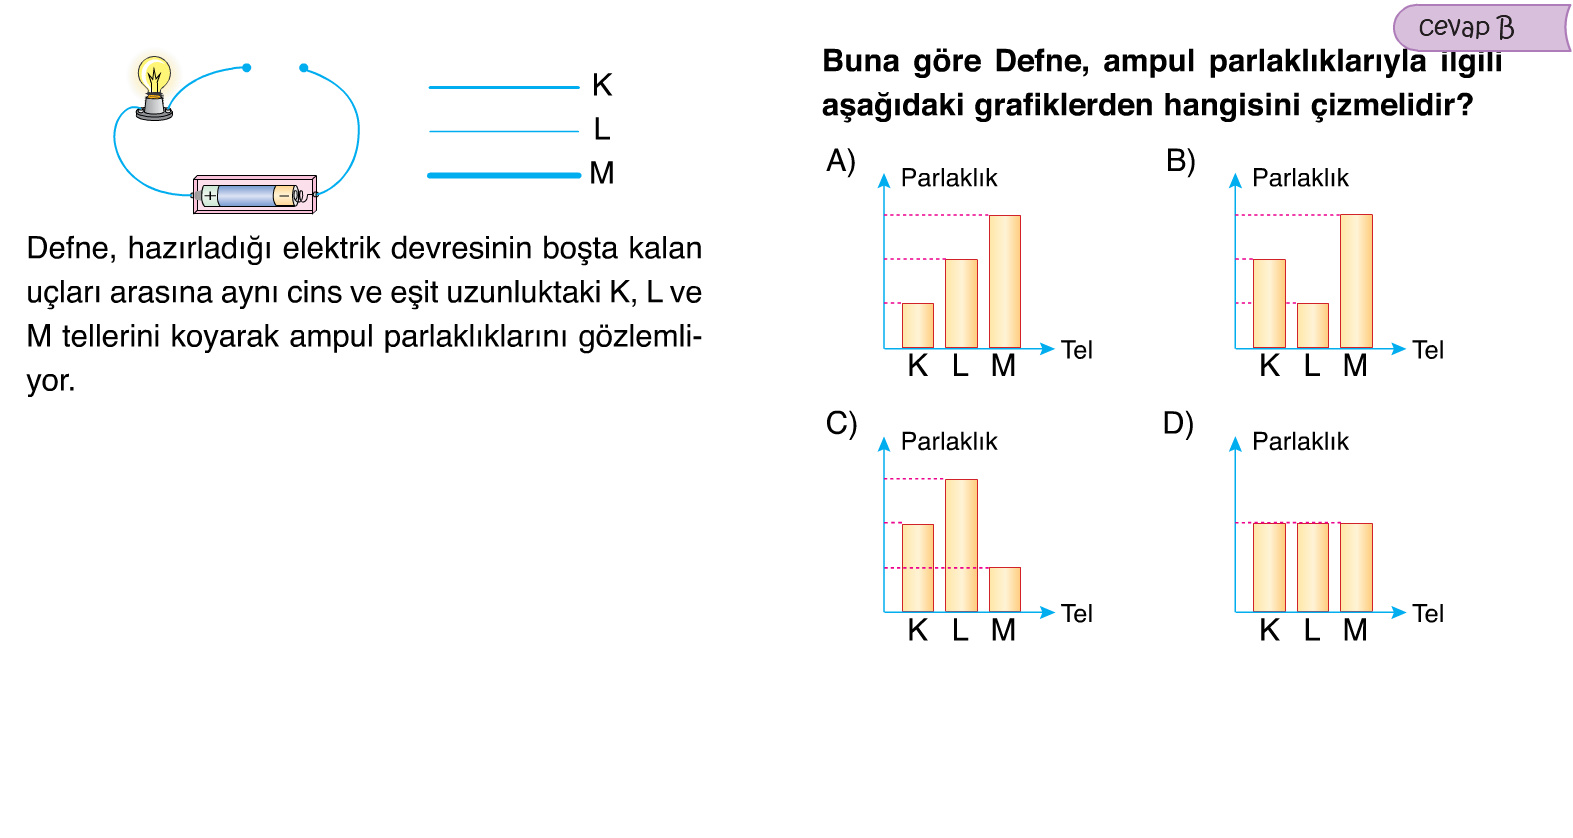 K
L
M
+
−
Defne, hazırladığı elektrik devresinin boşta kalan
uçları arasına aynı cins ve eşit uzunluktaki K, L ve
M tellerini koyarak ampul parlaklıklarını gözlemli-
yor.
cevap B
Buna göre Defne, ampul parlaklıklarıyla ilgili
aşağıdaki grafiklerden hangisini çizmelidir?
A)
Parlaklık
Tel
K L M
B)
Parlaklık
Tel
K L M
C)
Parlaklık
Tel
K L M
D)
Parlaklık
Tel
K L M